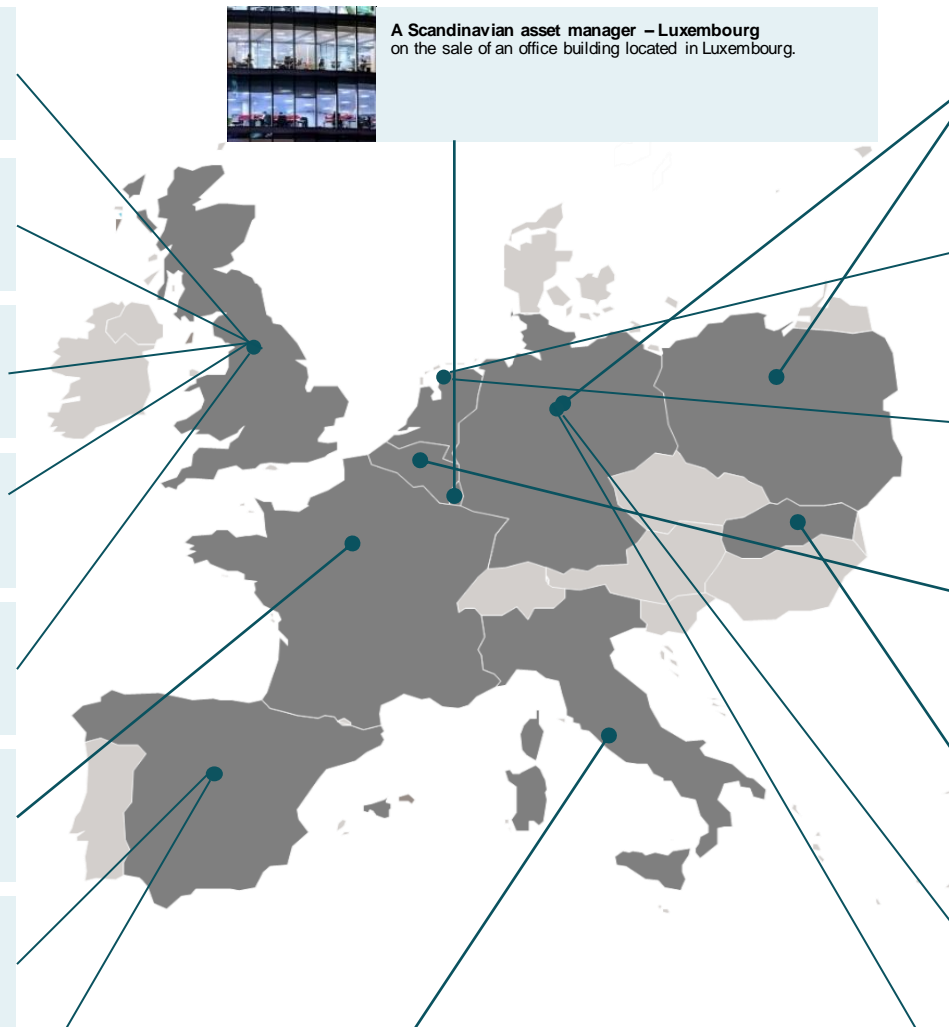 A Scandinavian asset manager – Luxembourg
on the sale of an office building located in Luxembourg.